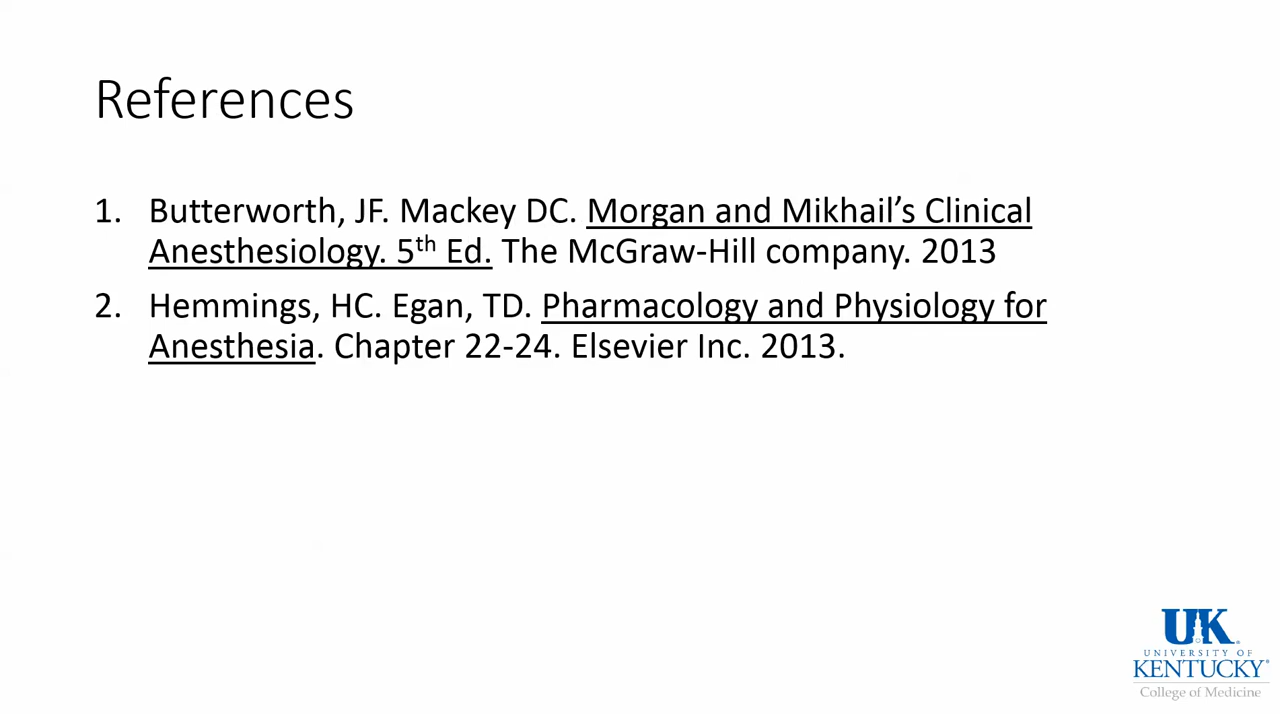 References
1. Butterworth, JF. Mackey DC. Morgan and Mikhail’s Clinical
Anesthesiology. 5th Ed. The McGraw-Hill company. 2013
2. Hemmings, HC. Egan, TD. Pharmacology and Physiology for
Anesthesia. Chapter 22-24. Elsevier Inc. 2013.
UK
UNIVERSITY OF
KENTUCKY
College of Medicine